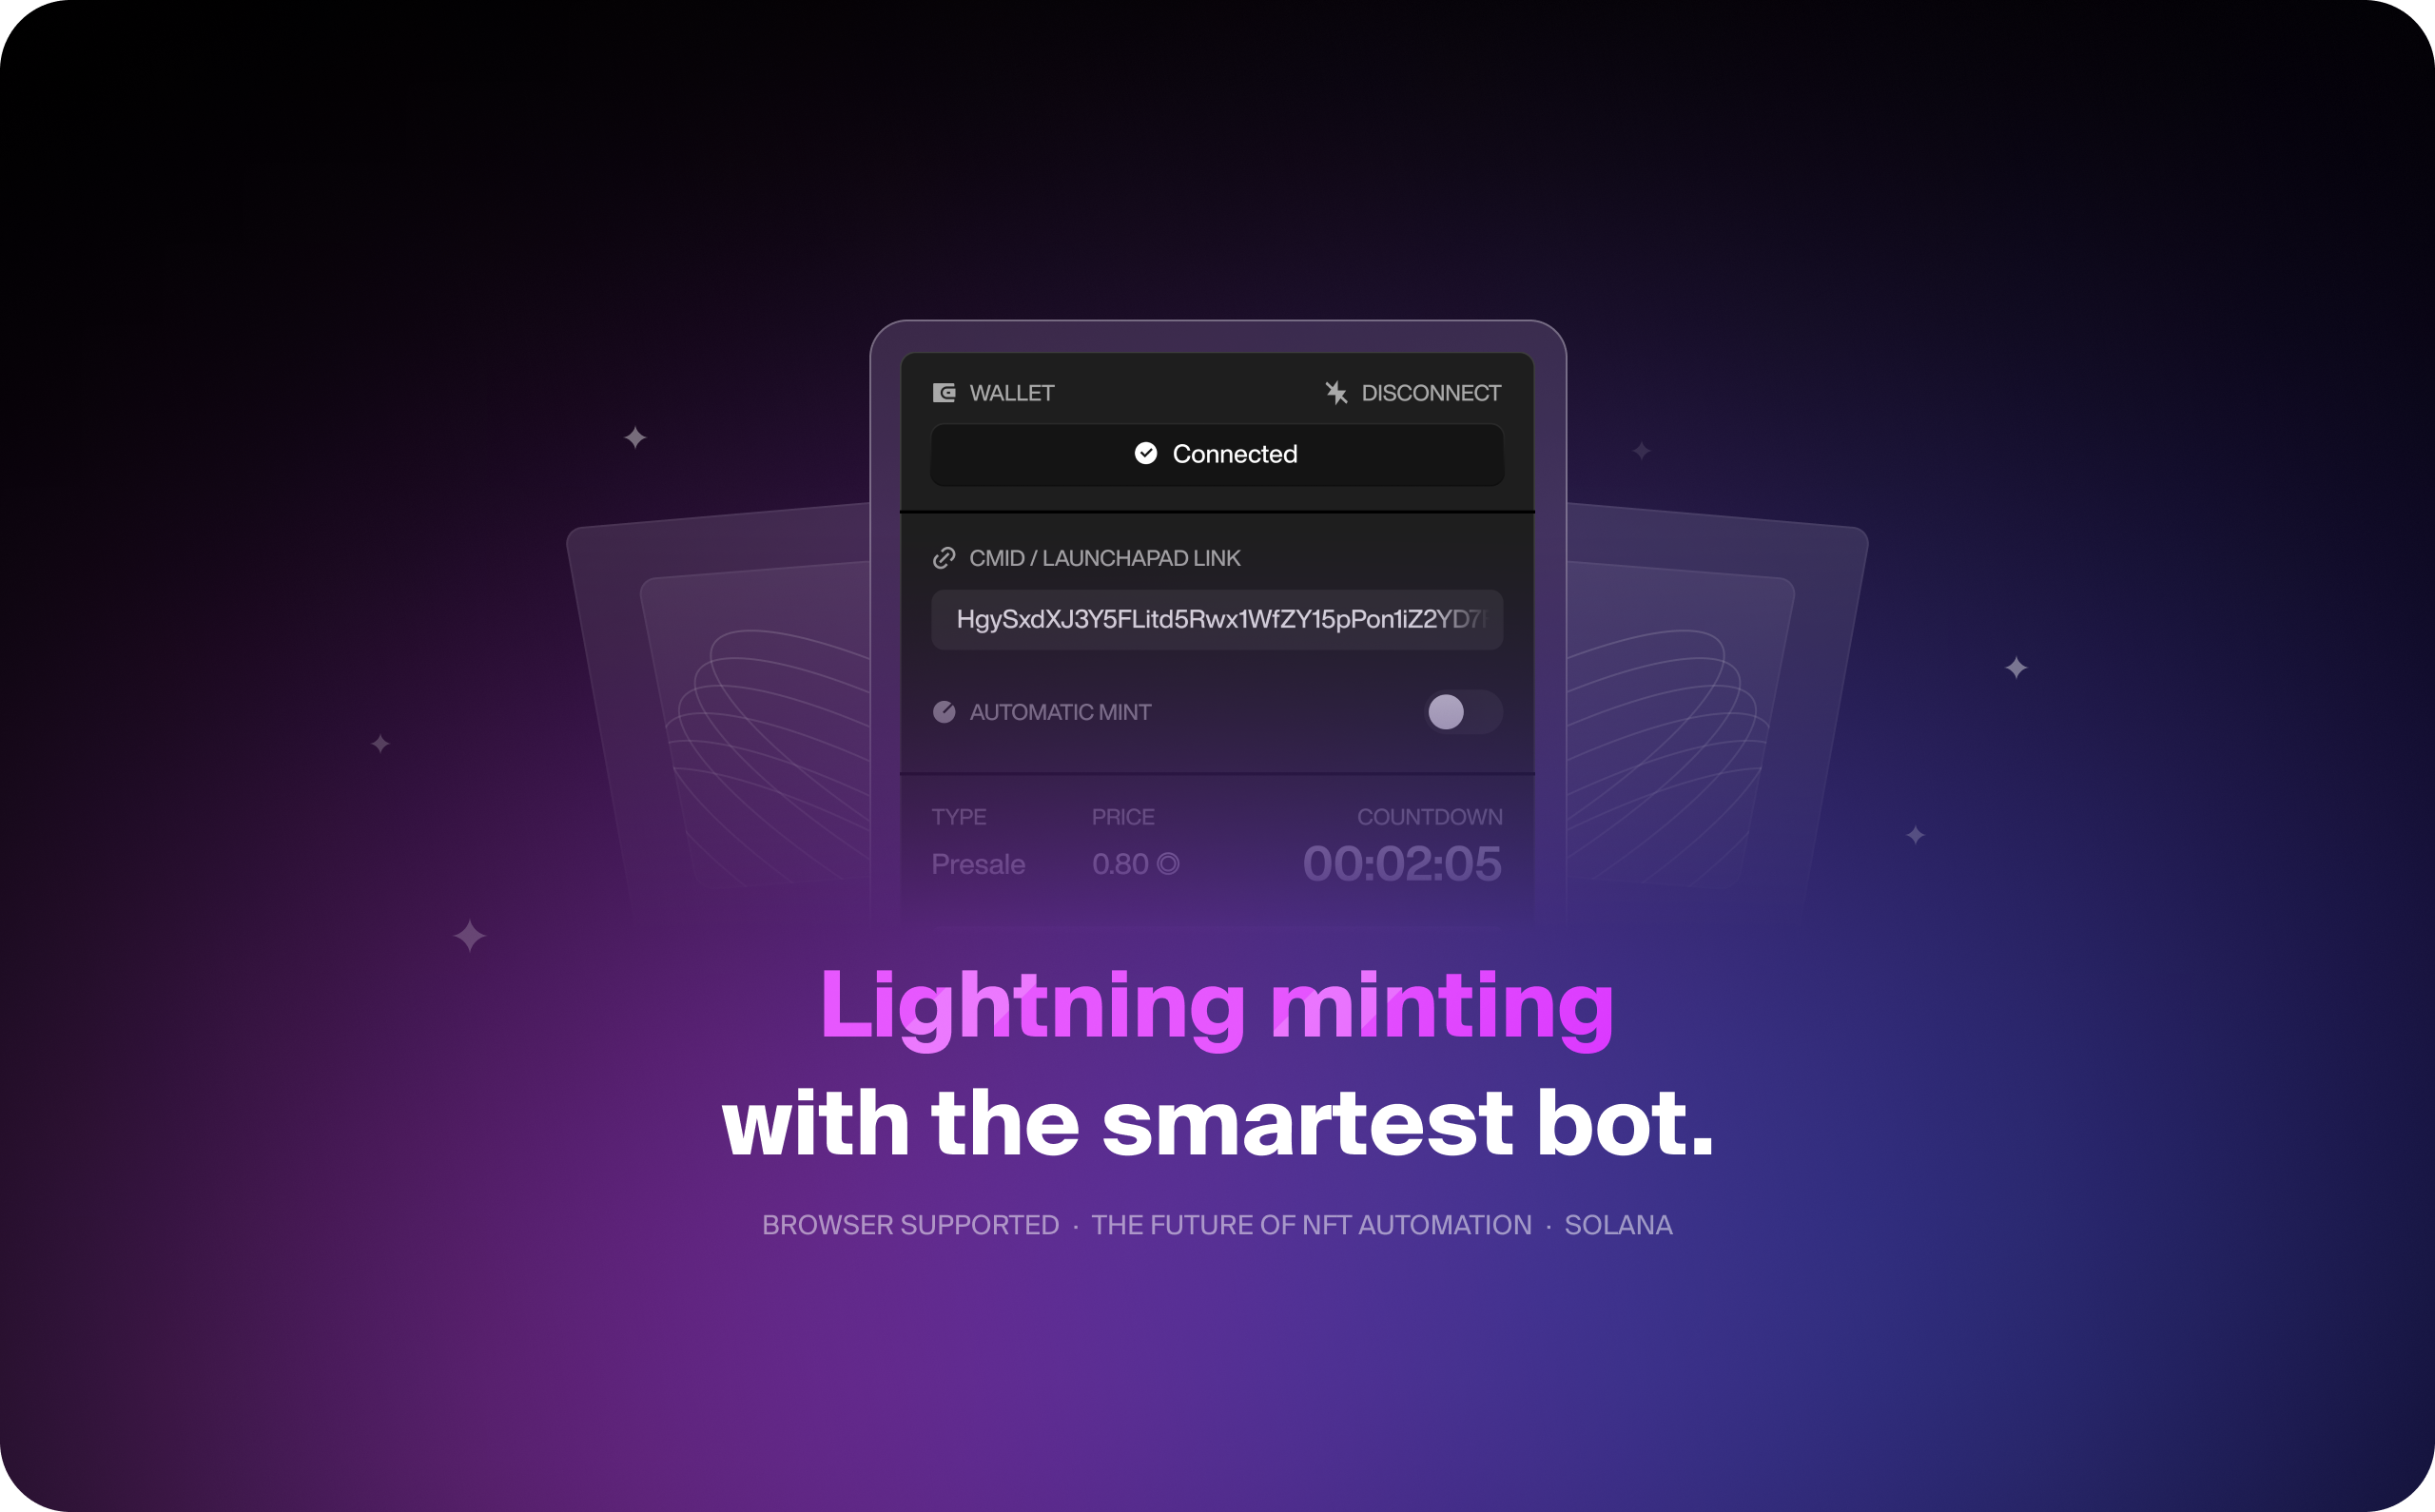 WALLET DISCONNECT
Connected
CMID / LAUNCHAPAD LINK
HgySxdXJ3Y5FLitd5Rwx1WfZY15pPon1iZ2YD7
AUTOMATIC MINT
TYPE PRICE COUNTDOWN
Presale 0.80 00:02:05
Lightning minting
with the smartest bot.
BROWSER SUPPORTED · THE FUTURE OF NFT AUTOMATION · SOLANA